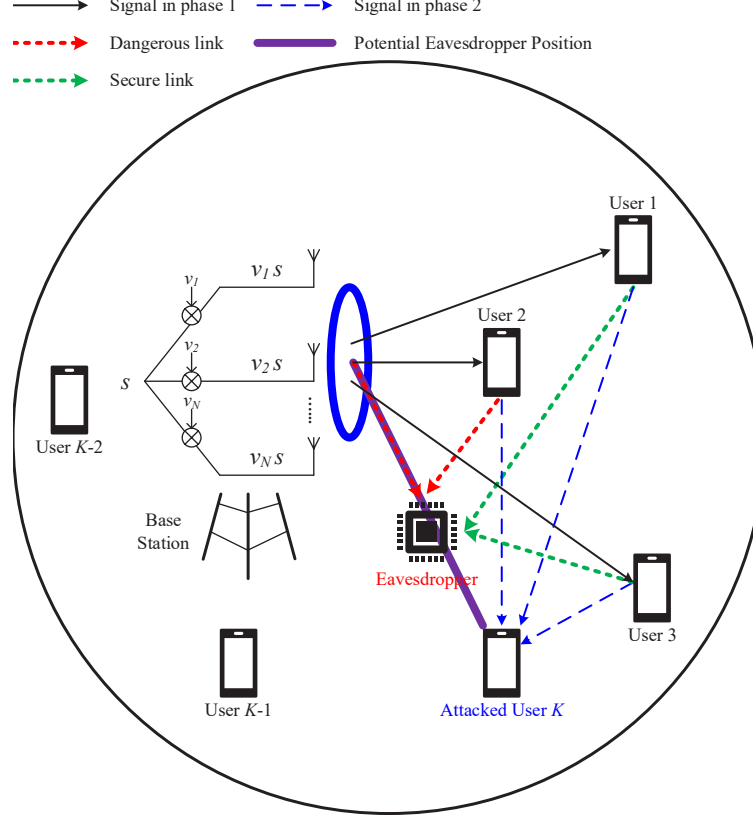 Signal in phase 1
Signal in phase 2
Dangerous link
Potential Eavesdropper Position
Secure link
User 1
v1
v1 s
User 2
v2
v2 s
s
vN
User K-2
vN s
Base
Station
Eavesdropper
User 3
User K-1
Attacked User K